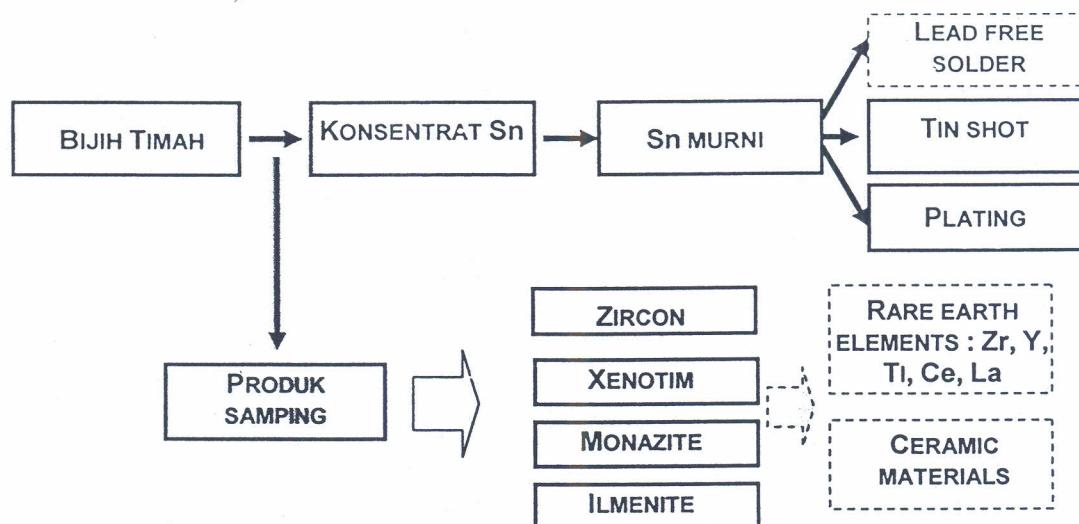 LEAD FREE
SOLDER
BIJIH TIMAH
KONSENTRAT Sn
Sn MURNI
TIN SHOT
PLATING
ZIRCON
RARE EARTH
ELEMENTS : Zr, Y,
Ti, Ce, La
PRODUK
SAMPING
XENOTIM
MONAZITE
CERAMIC
MATERIALS
ILMENITE